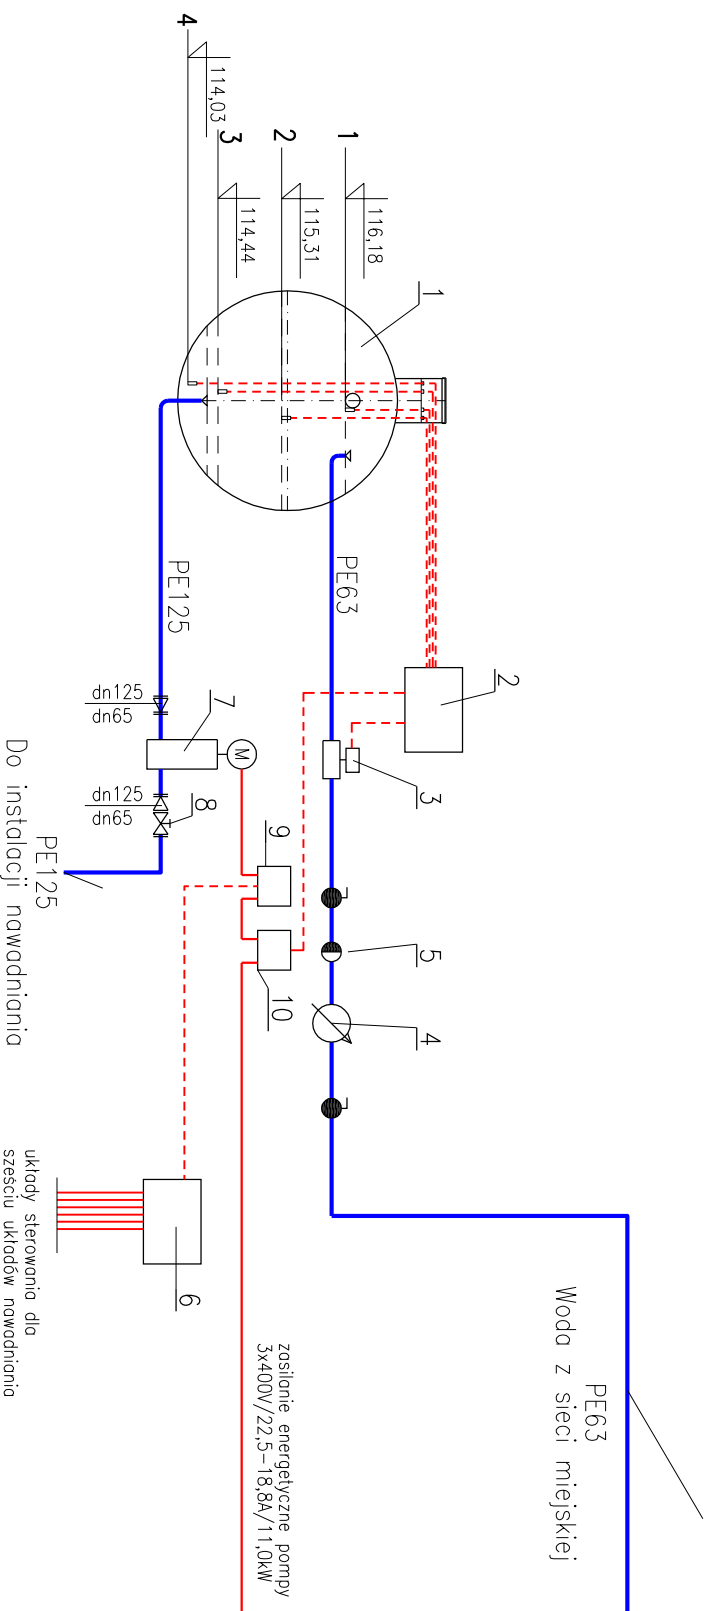 4
114,03
3
114,44
2
115,31
1
116,18
1
PE63
PE125
2
3
7
dn125
dn65
dn125
dn65
8
9
10
5
4
6
PE125
Do instalacji nawadniania
układy sterowania dla
sześciu układów nawadniania
zasilanie energetyczne pompy
3x400V/22,5-18,8A/11,0kW
PE63
Woda z sieci miejskiej
M